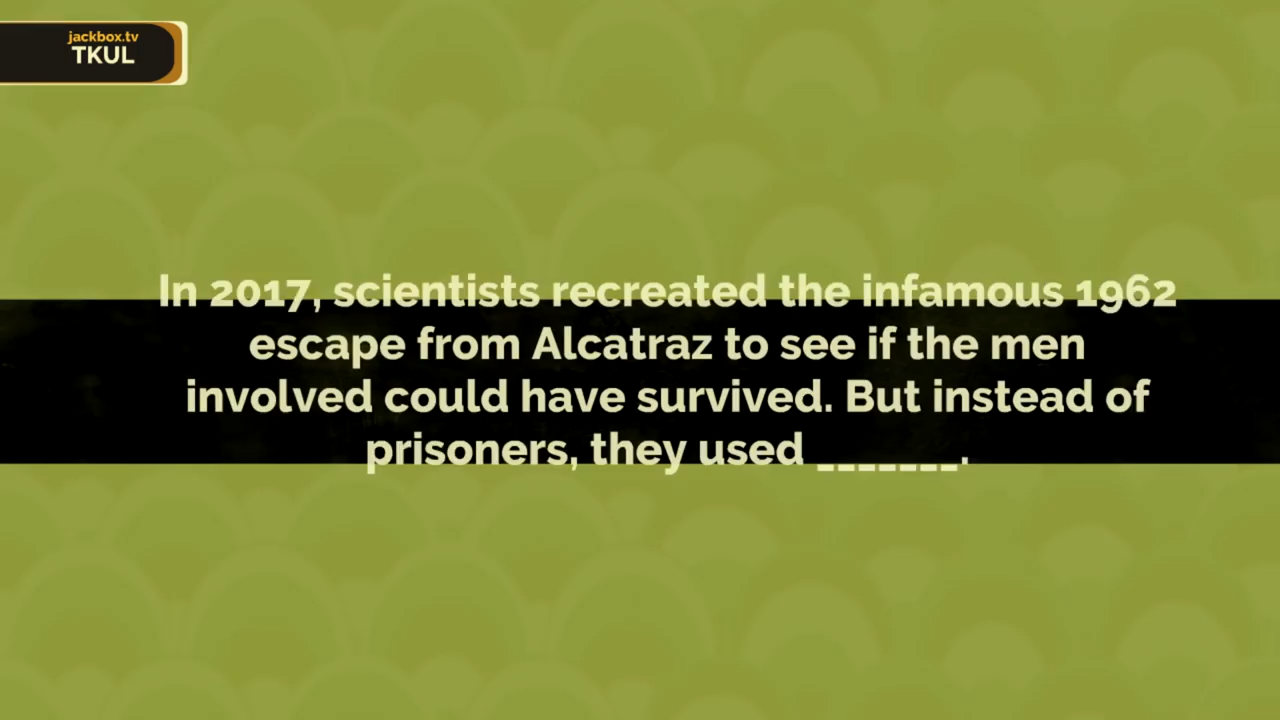 jackbox.tv
TKUL
In 2017, scientists recreated the infamous 1962
escape from Alcatraz to see if the men
involved could have survived. But instead of
prisoners, they used _______.